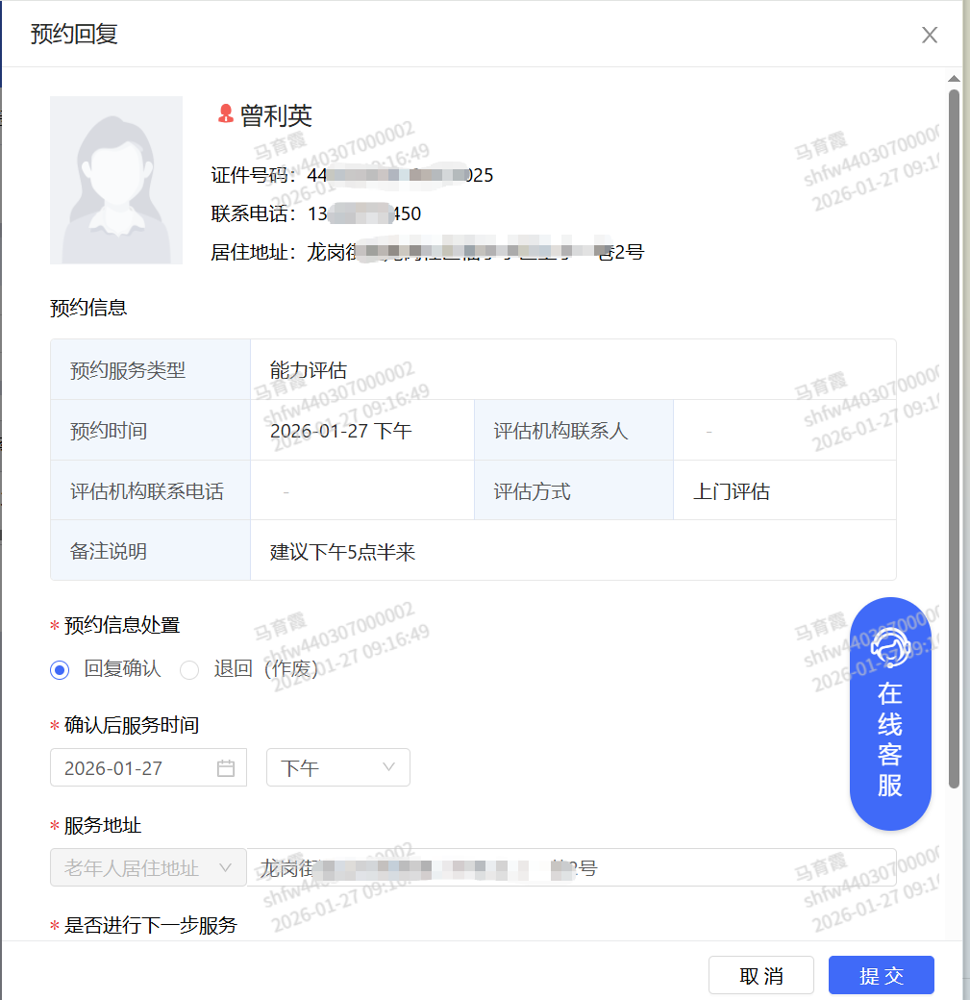 预约回复
曾利英
证件号码：44 025
联系电话：13 450
居住地址：龙岗街 巷2号
预约信息
预约服务类型 能力评估
预约时间 2026-01-27 下午 评估机构联系人 -
评估机构联系电话 - 评估方式 上门评估
备注说明 建议下午5点半来
* 预约信息处置
回复确认 退回（作废）
* 确认后服务时间
2026-01-27 下午
* 服务地址
老年人居住地址 龙岗街 2号
* 是否进行下一步服务
在线客服
取消 提交
马育霞
shfw440307000002
2026-01-27 09:16:49